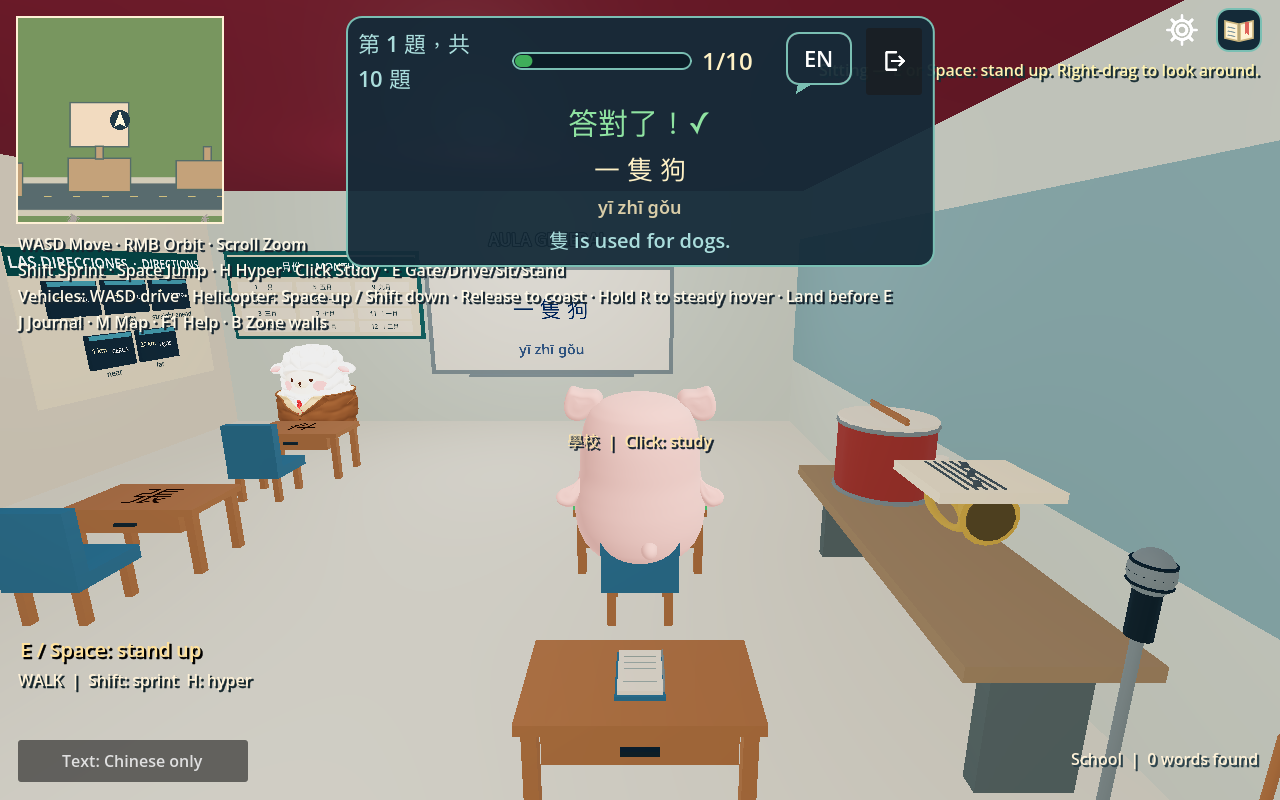 第 1 題，共
10 題
1/10
EN
答對了！✓
一 隻 狗
yī zhī gǒu
隻 is used for dogs.
Space: stand up. Right-drag to look around.
WASD Move · RMB Orbit · Scroll Zoom
Shift Sprint · Space Jump · H Hyper · Click Study · E Gate/Drive/Sit/Stand
Vehicles: WASD drive · Helicopter: Space up / Shift down · Release to coast · Hold R to steady hover · Land before E
J Journal · M Map · F1 Help · B Zone walls
LAS DIRECCIONES · DIRECTIONS
near
far
一 隻 狗
yī zhī gǒu
學校 | Click: study
E / Space: stand up
WALK | Shift: sprint H: hyper
Text: Chinese only
School | 0 words found